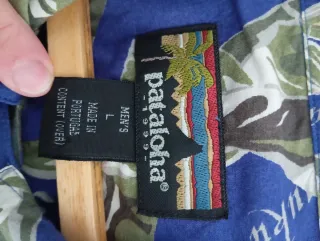 pataloha®
MEN'S
L
MADE IN
PORTUGAL
CONTENT (OVER)